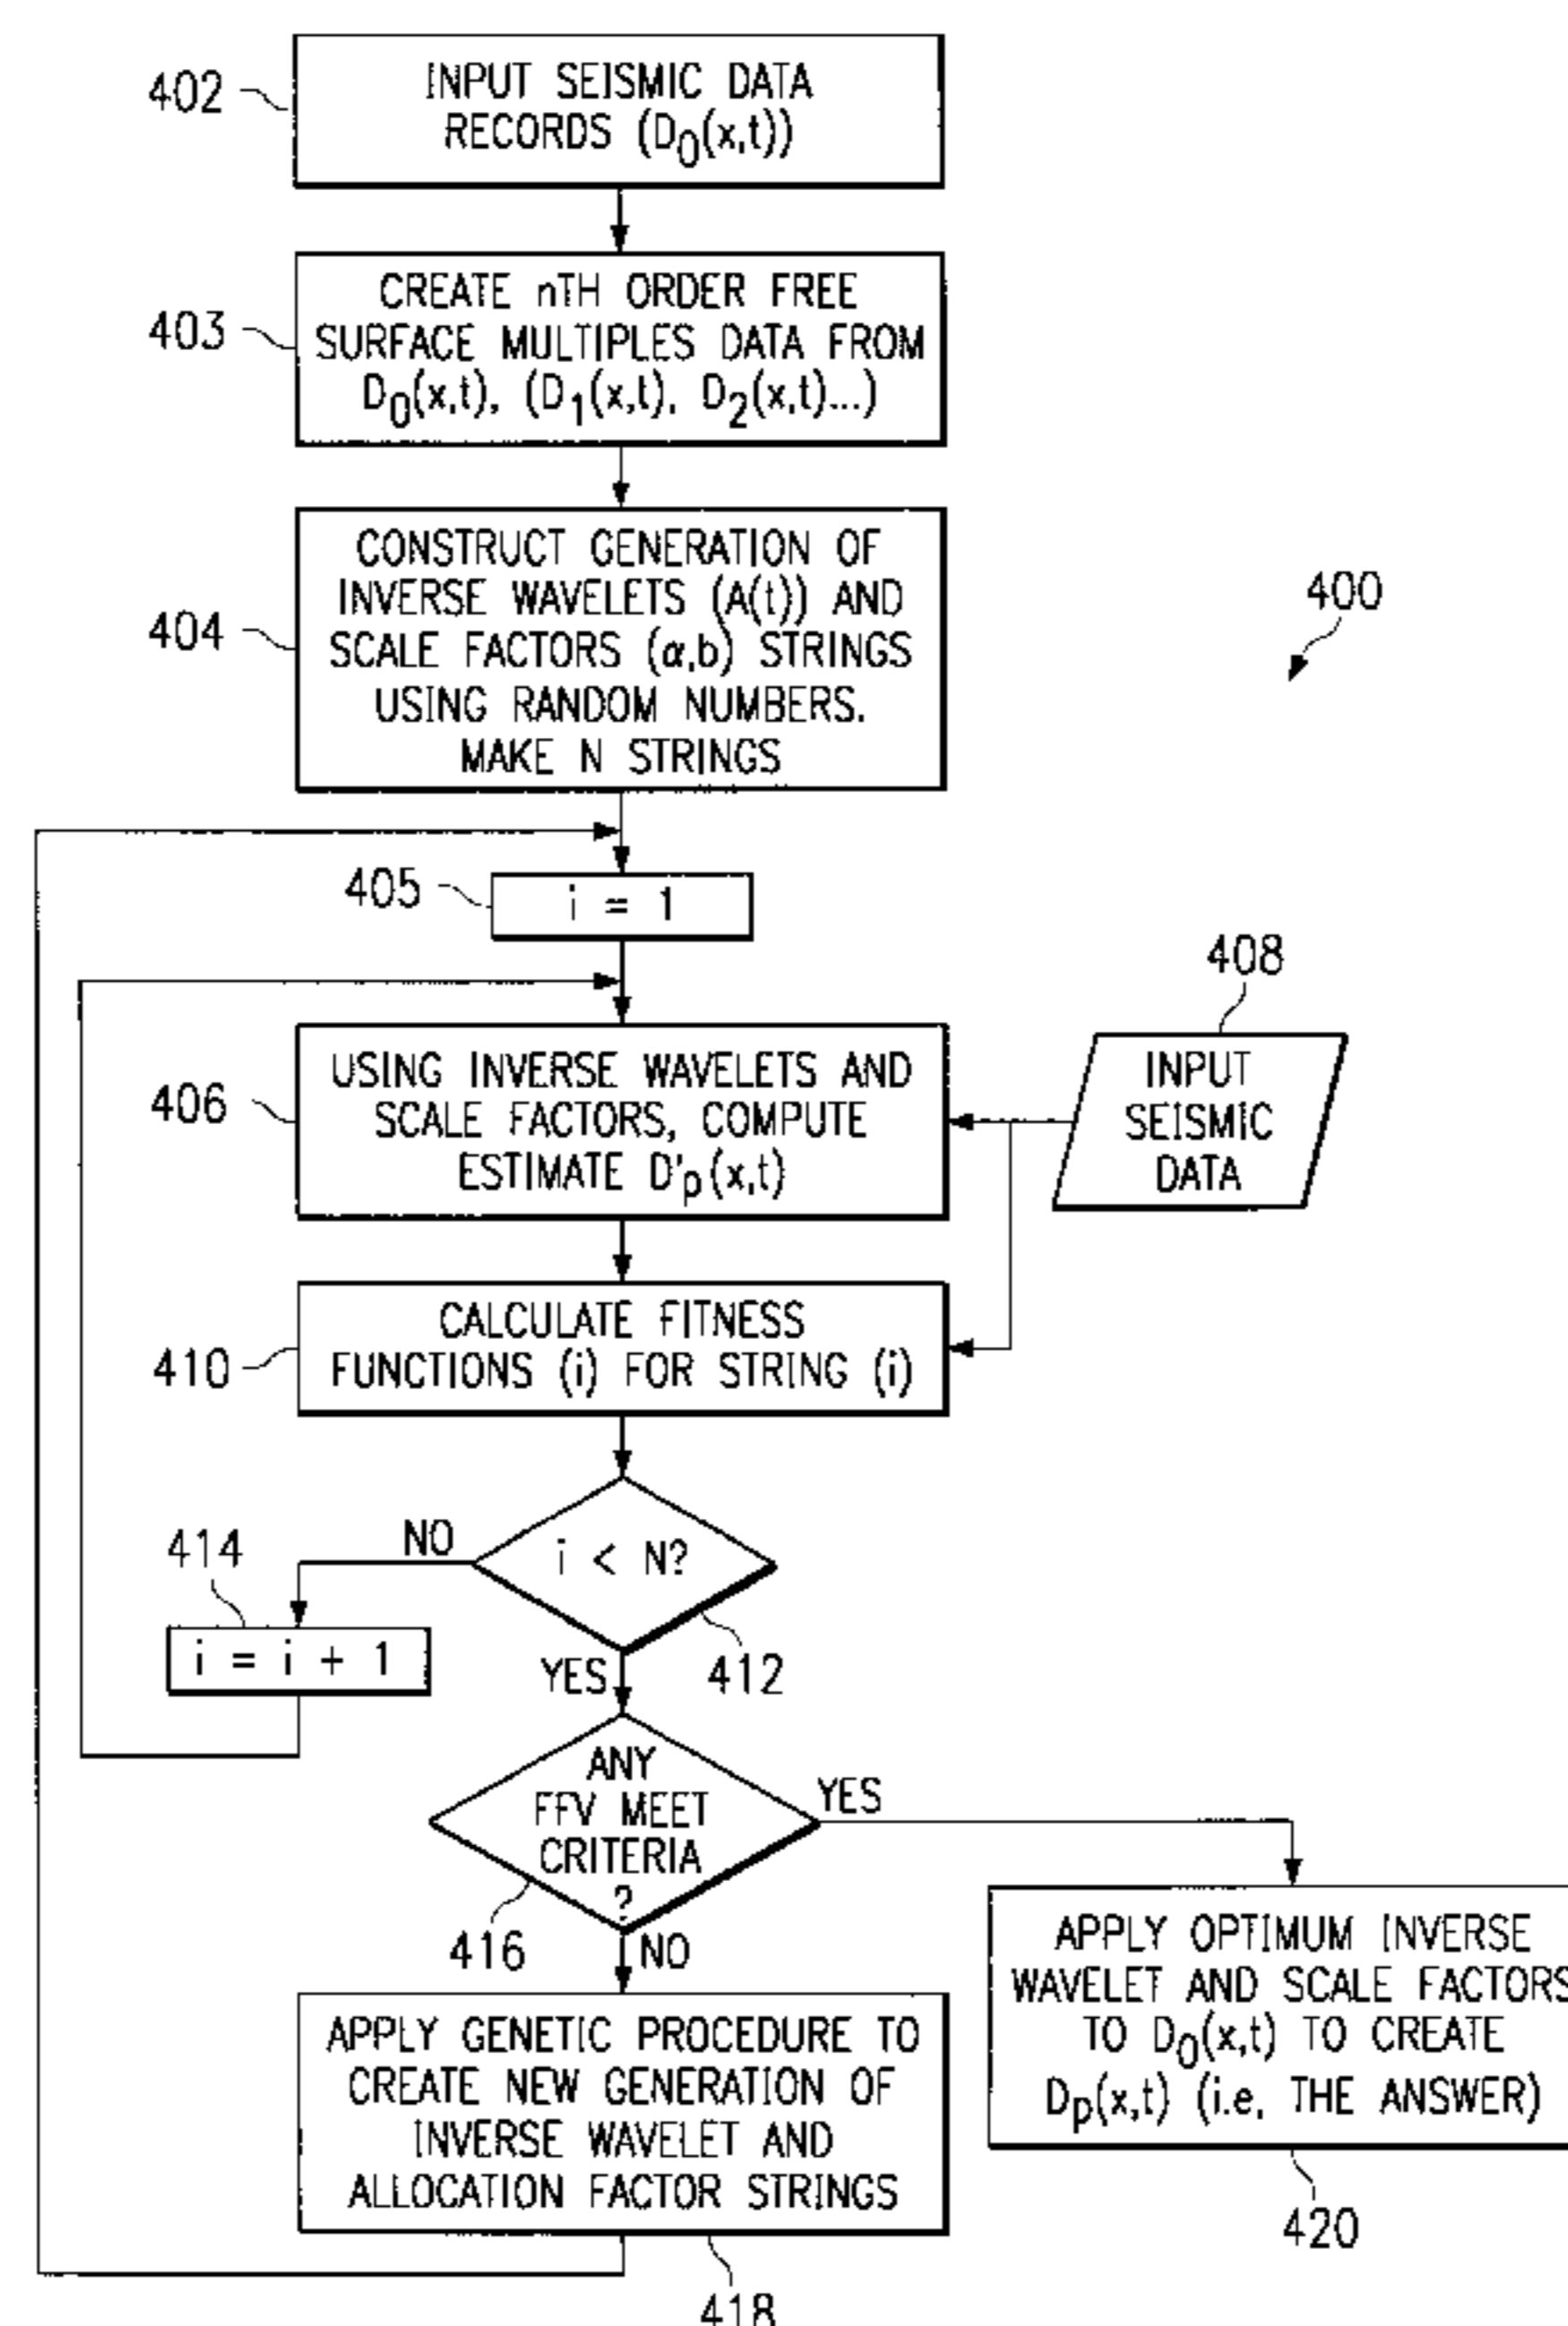 402
INPUT SEISMIC DATA
RECORDS (D0(x,t))
403
CREATE nTH ORDER FREE
SURFACE MULTIPLES DATA FROM
D0(x,t), (D1(x,t), D2(x,t)...)
404
CONSTRUCT GENERATION OF
INVERSE WAVELETS (A(t)) AND
SCALE FACTORS (α,b) STRINGS
USING RANDOM NUMBERS.
MAKE N STRINGS
400
405
i = 1
408
406
USING INVERSE WAVELETS AND
SCALE FACTORS, COMPUTE
ESTIMATE D'p(x,t)
INPUT
SEISMIC
DATA
410
CALCULATE FITNESS
FUNCTIONS (i) FOR STRING (i)
NO
i < N?
412
414
i = i + 1
YES
ANY
FFV MEET
CRITERIA
?
YES
416
NO
APPLY GENETIC PROCEDURE TO
CREATE NEW GENERATION OF
INVERSE WAVELET AND
ALLOCATION FACTOR STRINGS
418
APPLY OPTIMUM INVERSE
WAVELET AND SCALE FACTORS
TO D0(x,t) TO CREATE
Dp(x,t) (i.e. THE ANSWER)
420